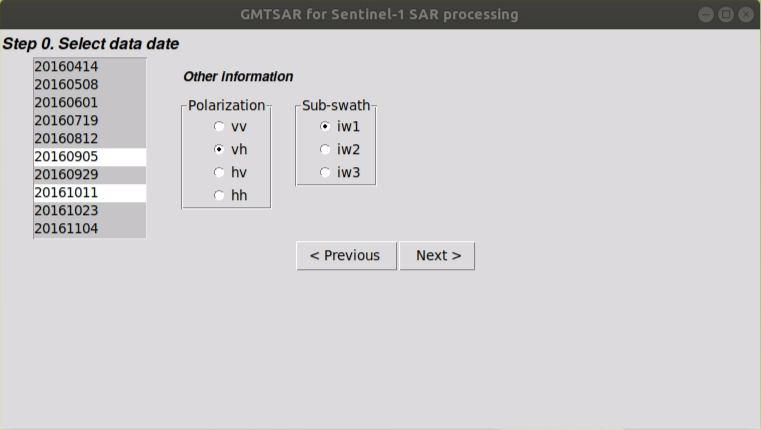 GMTSAR for Sentinel-1 SAR processing
Step 0. Select data date
20160414
20160508
20160601
20160719
20160812
20160905
20160929
20161011
20161023
20161104
Other information
Polarization
vv
vh
hv
hh
Sub-swath
iw1
iw2
iw3
< Previous
Next >